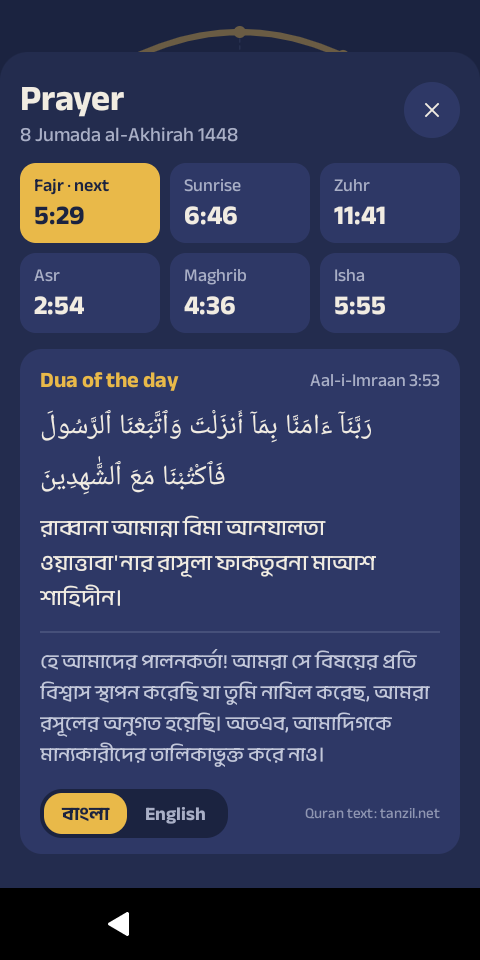 Prayer
8 Jumada al-Akhirah 1448
Fajr · next
5:29
Sunrise
6:46
Zuhr
11:41
Asr
2:54
Maghrib
4:36
Isha
5:55
Dua of the day
Aal-i-Imraan 3:53
رَبَّنَآ ءَامَنَّا بِمَآ أَنزَلْتَ وَٱتَّبَعْنَا ٱلرَّسُولَ
فَٱكْتُبْنَا مَعَ ٱلشَّٰهِدِينَ
রাব্বানা আমান্না বিমা আনযালতা
ওয়াত্তাবা'নার রাসূলা ফাকতুবনা মাআশ
শাহিদীন।
হে আমাদের পালনকর্তা! আমরা সে বিষয়ের প্রতি
বিশ্বাস স্থাপন করেছি যা তুমি নাযিল করেছ, আমরা
রসূলের অনুগত হয়েছি। অতএব, আমাদিগকে
মান্যকারীদের তালিকাভুক্ত করে নাও।
বাংলা
English
Quran text: tanzil.net